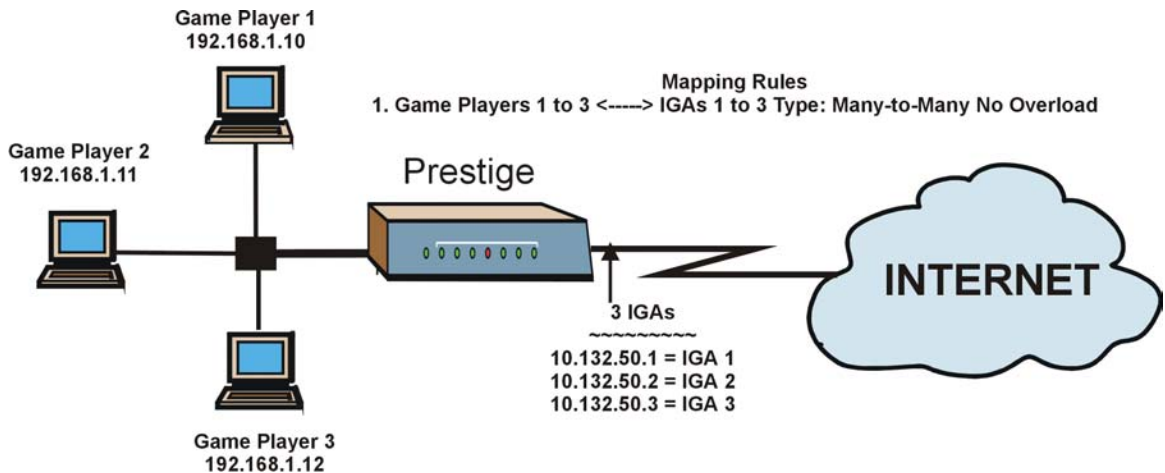 Game Player 1
192.168.1.10
Mapping Rules
1. Game Players 1 to 3 <-----> IGAs 1 to 3 Type: Many-to-Many No Overload
Game Player 2
192.168.1.11
Prestige
INTERNET
3 IGAs
~~~~~~~~~
10.132.50.1 = IGA 1
10.132.50.2 = IGA 2
10.132.50.3 = IGA 3
Game Player 3
192.168.1.12